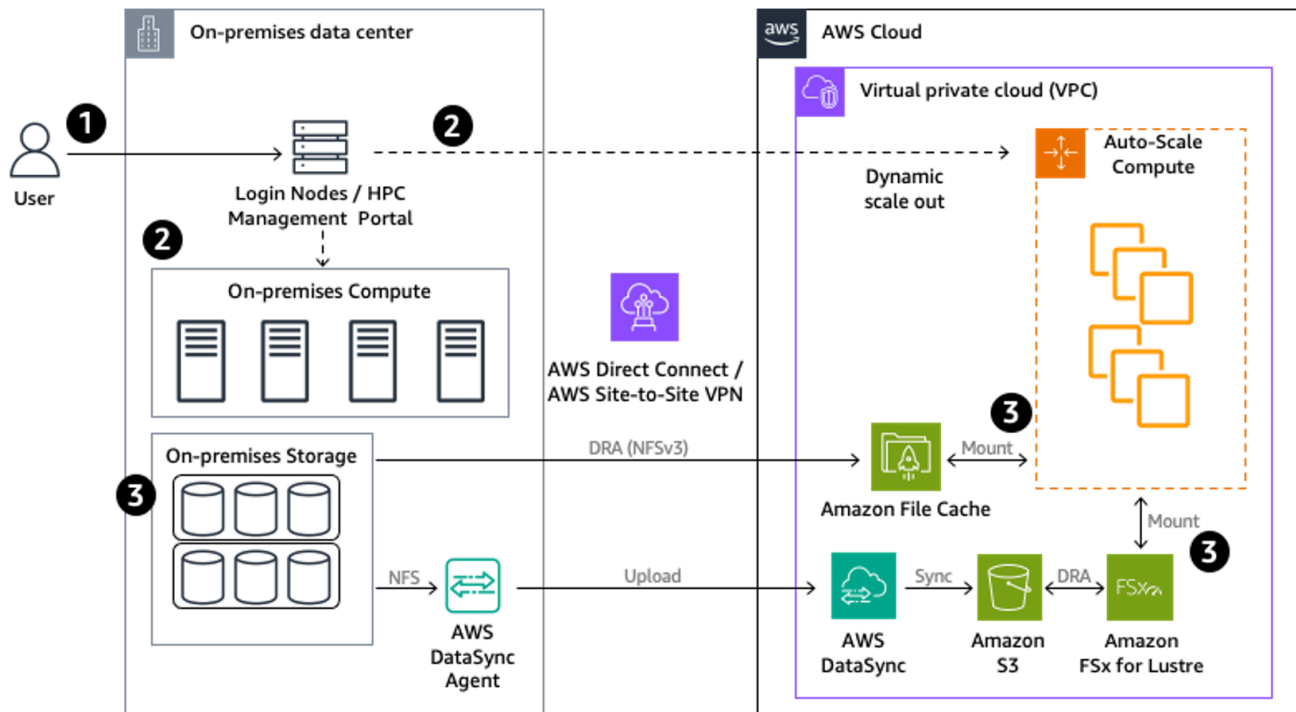 On-premises data center
aws
AWS Cloud
Virtual private cloud (VPC)
1
2
User
Login Nodes / HPC
Management Portal
Dynamic
scale out
Auto-Scale
Compute
2
On-premises Compute
AWS Direct Connect /
AWS Site-to-Site VPN
On-premises Storage
3
DRA (NFSv3)
Amazon File Cache
Mount
3
Mount
3
NFS
AWS
DataSync
Agent
Upload
AWS
DataSync
Sync
Amazon
S3
DRA
FSx
Amazon
FSx for Lustre